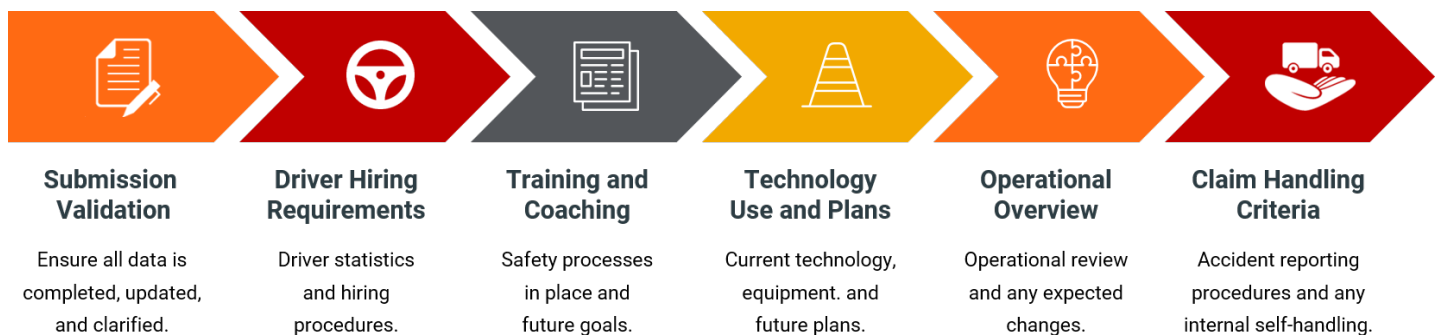 Submission
Validation
Ensure all data is
completed, updated,
and clarified.
Driver Hiring
Requirements
Driver statistics
and hiring
procedures.
Training and
Coaching
Safety processes
in place and
future goals.
Technology
Use and Plans
Current technology,
equipment. and
future plans.
Operational
Overview
Operational review
and any expected
changes.
Claim Handling
Criteria
Accident reporting
procedures and any
internal self-handling.